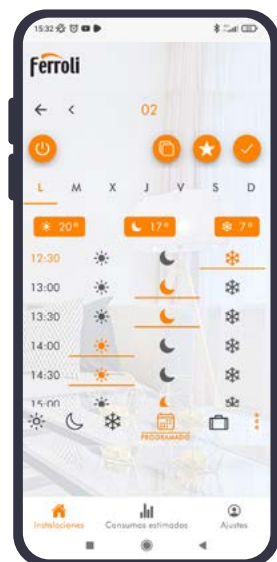 15:32
Ferroli
02
L M X J V S D
20° 17° 7°
12:30
13:00
13:30
14:00
14:30
15:00
PROGRAMADO
Instalaciones Consumos estimados Ajustes